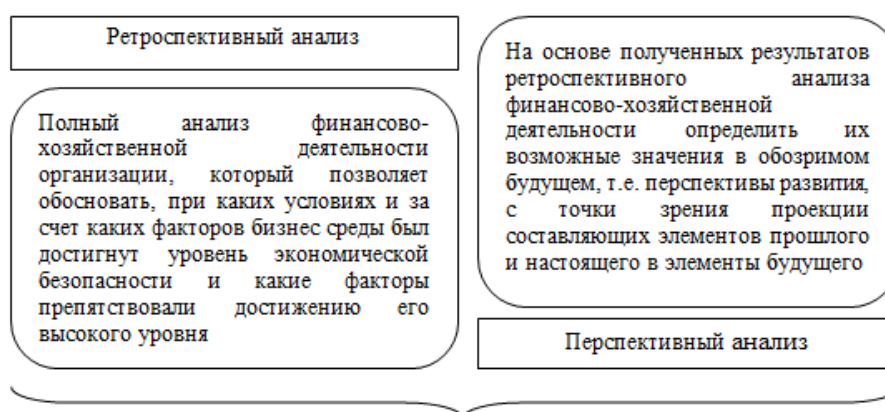 Ретроспективный анализ
Полный анализ финансово-
хозяйственной деятельности
организации, который позволяет
обосновать, при каких условиях и за
счет каких факторов бизнес среды был
достигнут уровень экономической
безопасности и какие факторы
препятствовали достижению его
высокого уровня
На основе полученных результатов
ретроспективного анализа
финансово-хозяйственной
деятельности определить их
возможные значения в обозримом
будущем, т.е. перспективы развития,
с точки зрения проекции
составляющих элементов прошлого
и настоящего в элементы будущего
Перспективный анализ